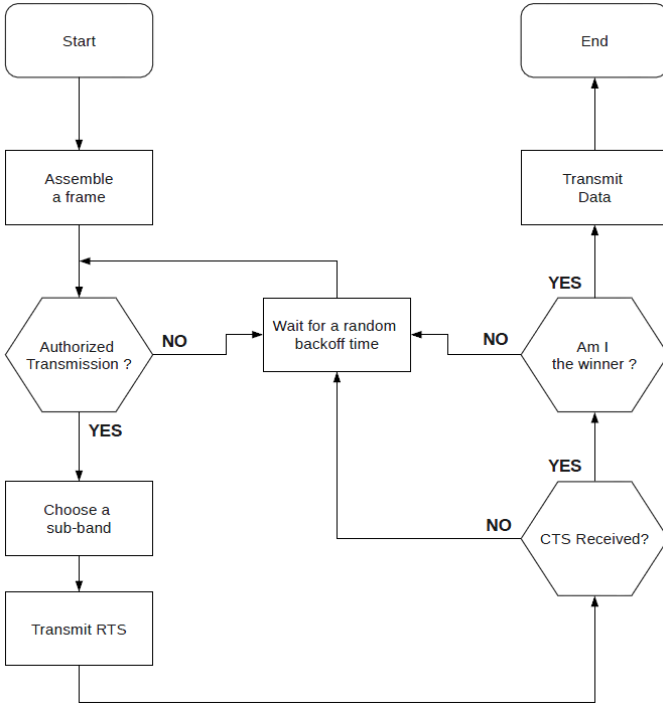 Start
End
Assemble
a frame
Transmit
Data
YES
Authorized
Transmission ?
NO
Wait for a random
backoff time
NO
Am I
the winner ?
YES
YES
Choose a
sub-band
NO
CTS Received?
Transmit RTS